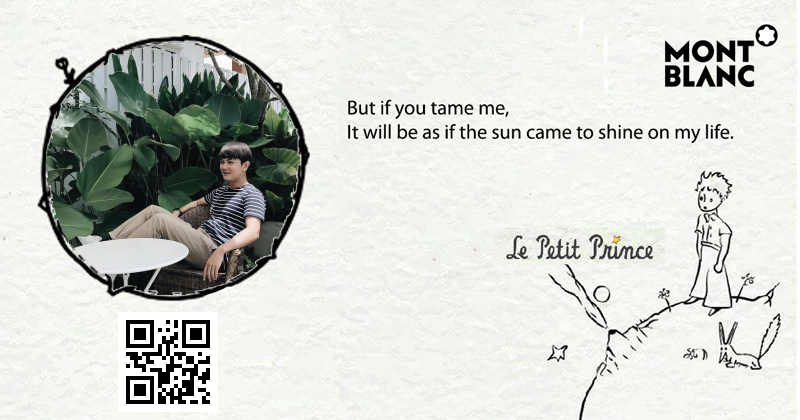 MONT
BLANC
But if you tame me,
It will be as if the sun came to shine on my life.
Le Petit Prince